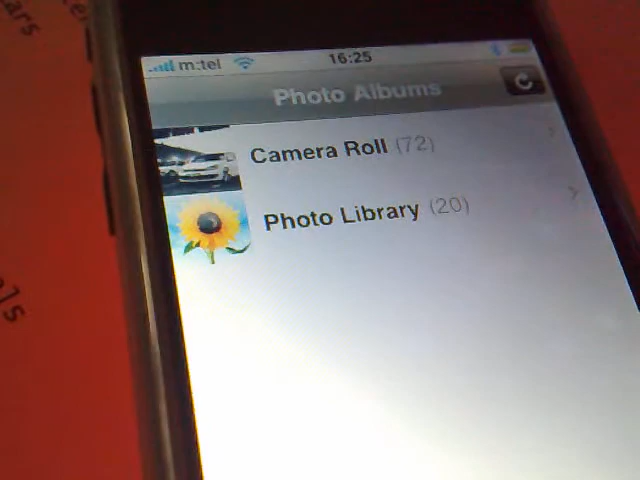 m:tel
16:25
Photo Albums
Camera Roll (72)
Photo Library (20)